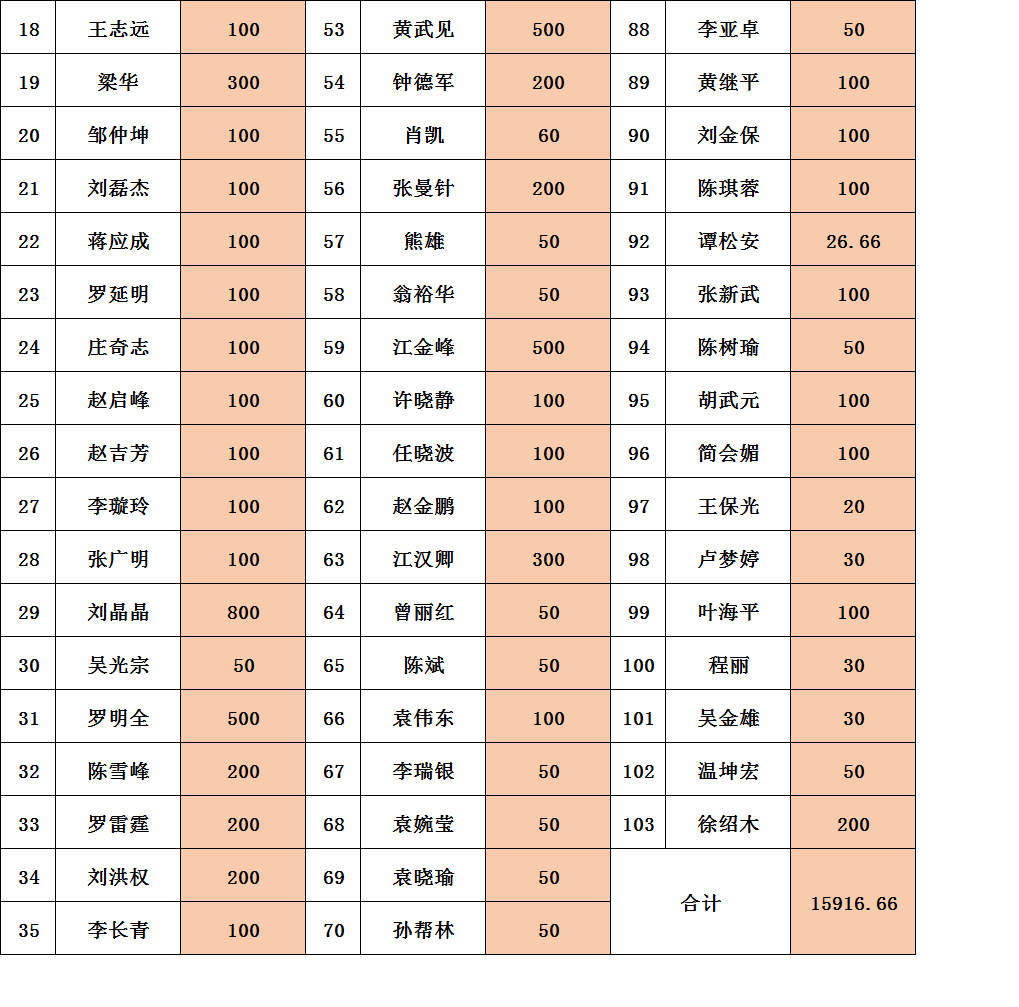 18 王志远 100 53 黄武见 500 88 李亚卓 50
19 梁华 300 54 钟德军 200 89 黄继平 100
20 邹仲坤 100 55 肖凯 60 90 刘金保 100
21 刘磊杰 100 56 张曼针 200 91 陈琪蓉 100
22 蒋应成 100 57 熊雄 50 92 谭松安 26.66
23 罗延明 100 58 翁裕华 50 93 张新武 100
24 庄奇志 100 59 江金峰 500 94 陈树瑜 50
25 赵启峰 100 60 许晓静 100 95 胡武元 100
26 赵吉芳 100 61 任晓波 100 96 简会媚 100
27 李璇玲 100 62 赵金鹏 100 97 王保光 20
28 张广明 100 63 江汉卿 300 98 卢梦婷 30
29 刘晶晶 800 64 曾丽红 50 99 叶海平 100
30 吴光宗 50 65 陈斌 50 100 程丽 30
31 罗明全 500 66 袁伟东 100 101 吴金雄 30
32 陈雪峰 200 67 李瑞银 50 102 温坤宏 50
33 罗雷霆 200 68 袁婉莹 50 103 徐绍木 200
34 刘洪权 200 69 袁晓瑜 50 合计 15916.66
35 李长青 100 70 孙帮林 50